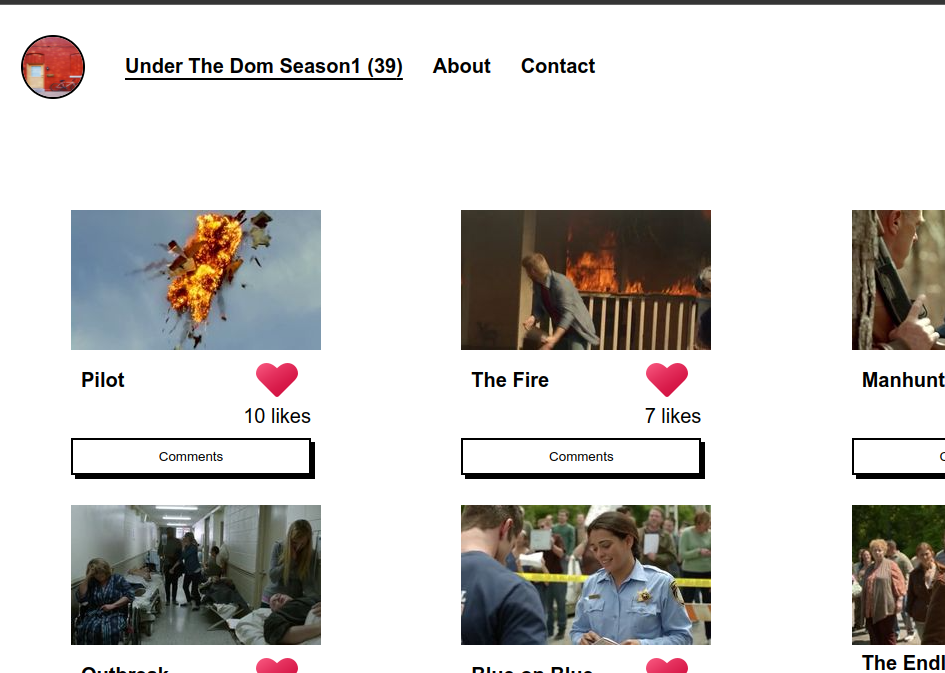 Under The Dom Season1 (39) About Contact
Pilot
10 likes
Comments
The Fire
7 likes
Comments
Manhunt
Outbreak
Blue on Blue
The Endl